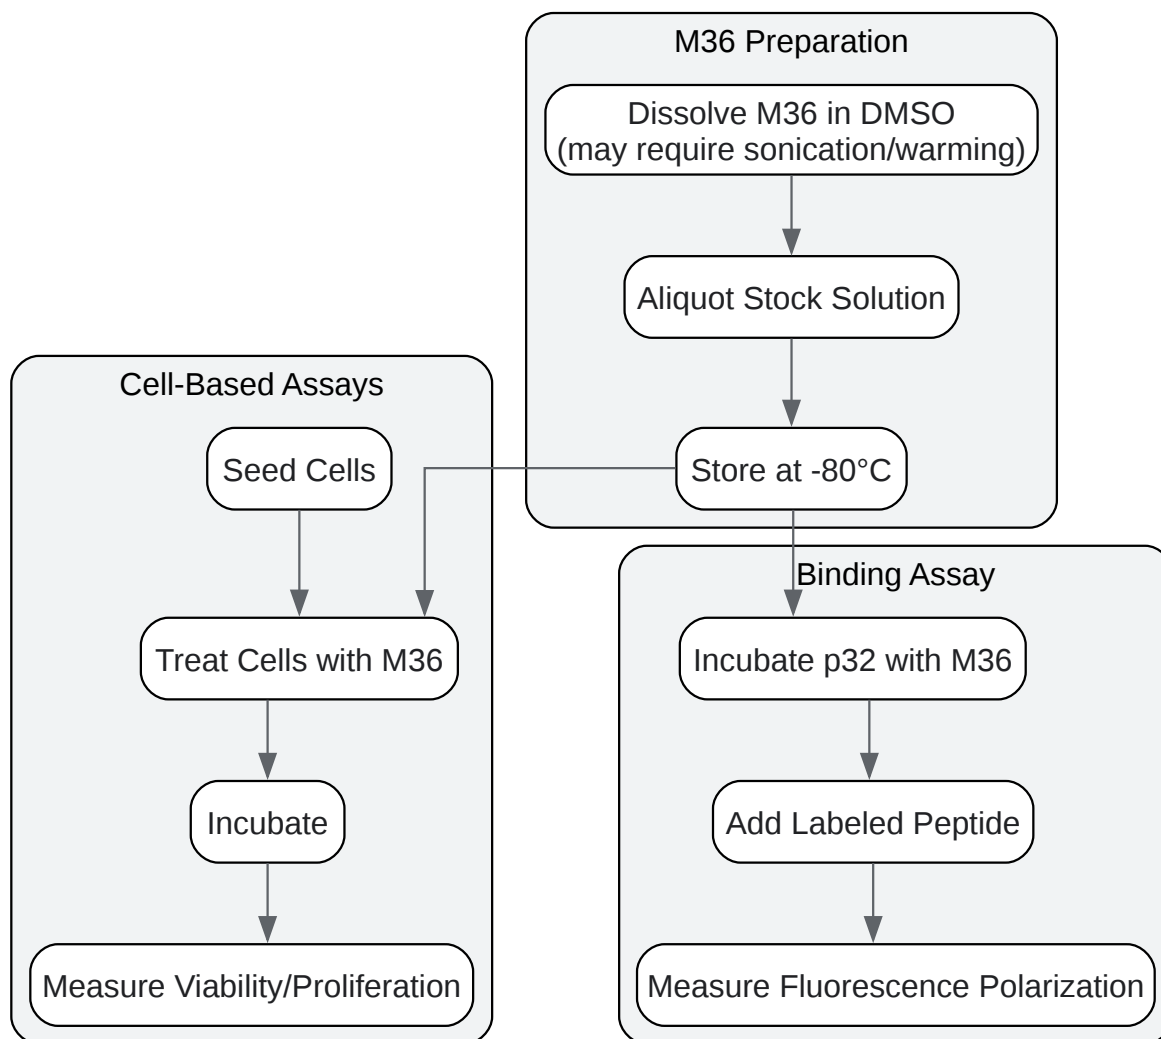 M36 Preparation
Dissolve M36 in DMSO
(may require sonication/warming)
Aliquot Stock Solution
Store at -80°C
Cell-Based Assays
Seed Cells
Treat Cells with M36
Incubate
Measure Viability/Proliferation
Binding Assay
Incubate p32 with M36
Add Labeled Peptide
Measure Fluorescence Polarization